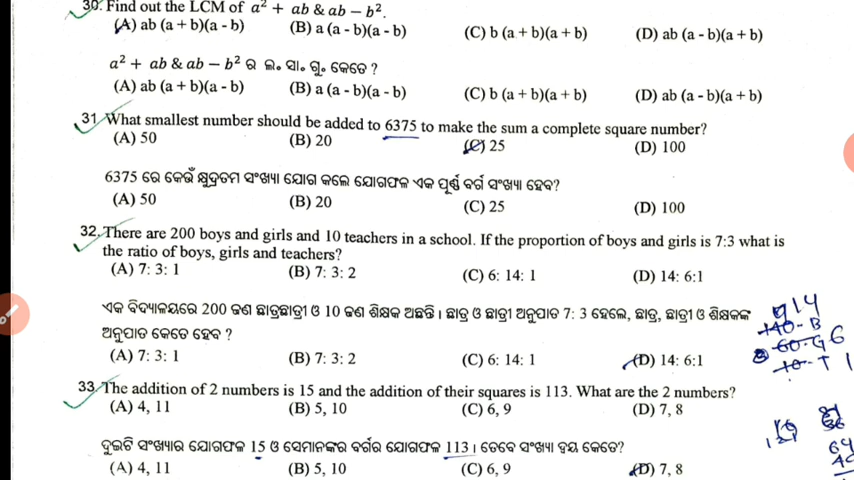 30. Find out the LCM of a² + ab & ab − b².
(A) ab (a + b)(a - b) (B) a (a - b)(a - b) (C) b (a + b)(a + b) (D) ab (a - b)(a + b)
a² + ab & ab − b² ର ଲ. ସା. ଗୁ. କେତେ ?
(A) ab (a + b)(a - b) (B) a (a - b)(a - b) (C) b (a + b)(a + b) (D) ab (a - b)(a + b)
31. What smallest number should be added to 6375 to make the sum a complete square number?
(A) 50 (B) 20 (C) 25 (D) 100
6375 ରେ କେଉଁ କ୍ଷୁଦ୍ରତମ ସଂଖ୍ୟା ଯୋଗ କଲେ ଯୋଗଫଳ ଏକ ପୂର୍ଣ୍ଣ ବର୍ଗ ସଂଖ୍ୟା ହେବ?
(A) 50 (B) 20 (C) 25 (D) 100
32. There are 200 boys and girls and 10 teachers in a school. If the proportion of boys and girls is 7:3 what is
the ratio of boys, girls and teachers?
(A) 7: 3: 1 (B) 7: 3: 2 (C) 6: 14: 1 (D) 14: 6:1
ଏକ ବିଦ୍ୟାଳୟରେ 200 ଜଣ ଛାତ୍ରଛାତ୍ରୀ ଓ 10 ଜଣ ଶିକ୍ଷକ ଅଛନ୍ତି । ଛାତ୍ର ଓ ଛାତ୍ରୀ ଅନୁପାତ 7: 3 ହେଲେ, ଛାତ୍ର, ଛାତ୍ରୀ ଓ ଶିକ୍ଷକଙ୍କ
ଅନୁପାତ କେତେ ହେବ ?
14
140 - B
60 - G 6
10 - T 1
(A) 7: 3: 1 (B) 7: 3: 2 (C) 6: 14: 1 (D) 14: 6:1
33. The addition of 2 numbers is 15 and the addition of their squares is 113. What are the 2 numbers?
(A) 4, 11 (B) 5, 10 (C) 6, 9 (D) 7, 8
ଦୁଇଟି ସଂଖ୍ୟାର ଯୋଗଫଳ 15 ଓ ସେମାନଙ୍କର ବର୍ଗର ଯୋଗଫଳ 113 । ତେବେ ସଂଖ୍ୟା ଦ୍ୱୟ କେତେ?
(A) 4, 11 (B) 5, 10 (C) 6, 9 (D) 7, 8
64